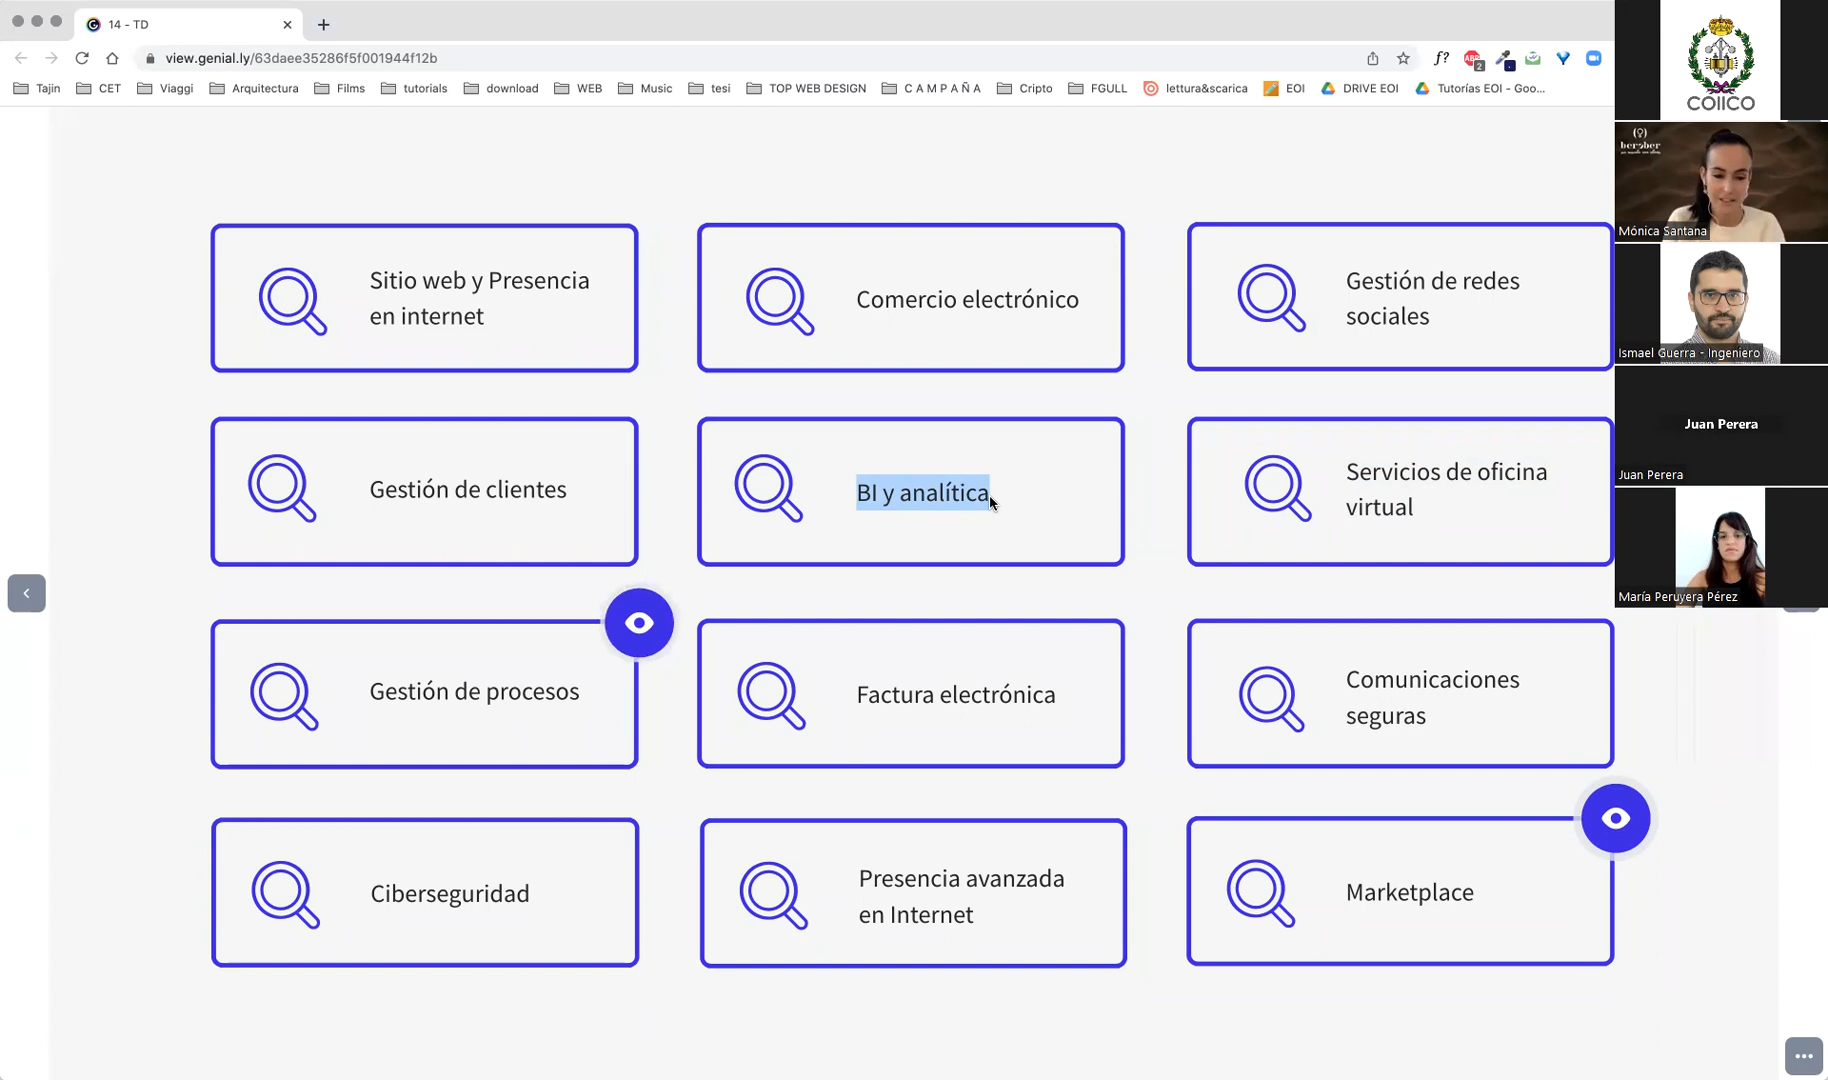 14 - TD
view.genial.ly/63daee35286f5f001944f12b
f?
ABP
2
Tajin
CET
Viaggi
Arquitectura
Films
tutorials
download
WEB
Music
tesi
TOP WEB DESIGN
C A M P A Ñ A
Cripto
FGULL
lettura&scarica
EOI
DRIVE EOI
Tutorías EOI - Goo...
Sitio web y Presencia
en internet
Comercio electrónico
Gestión de redes
sociales
Gestión de clientes
BI y analítica
Servicios de oficina
virtual
Gestión de procesos
Factura electrónica
Comunicaciones
seguras
Ciberseguridad
Presencia avanzada
en Internet
Marketplace
COIICO
Mónica Santana
Ismael Guerra - Ingeniero
Juan Perera
Juan Perera
María Peruyera Pérez